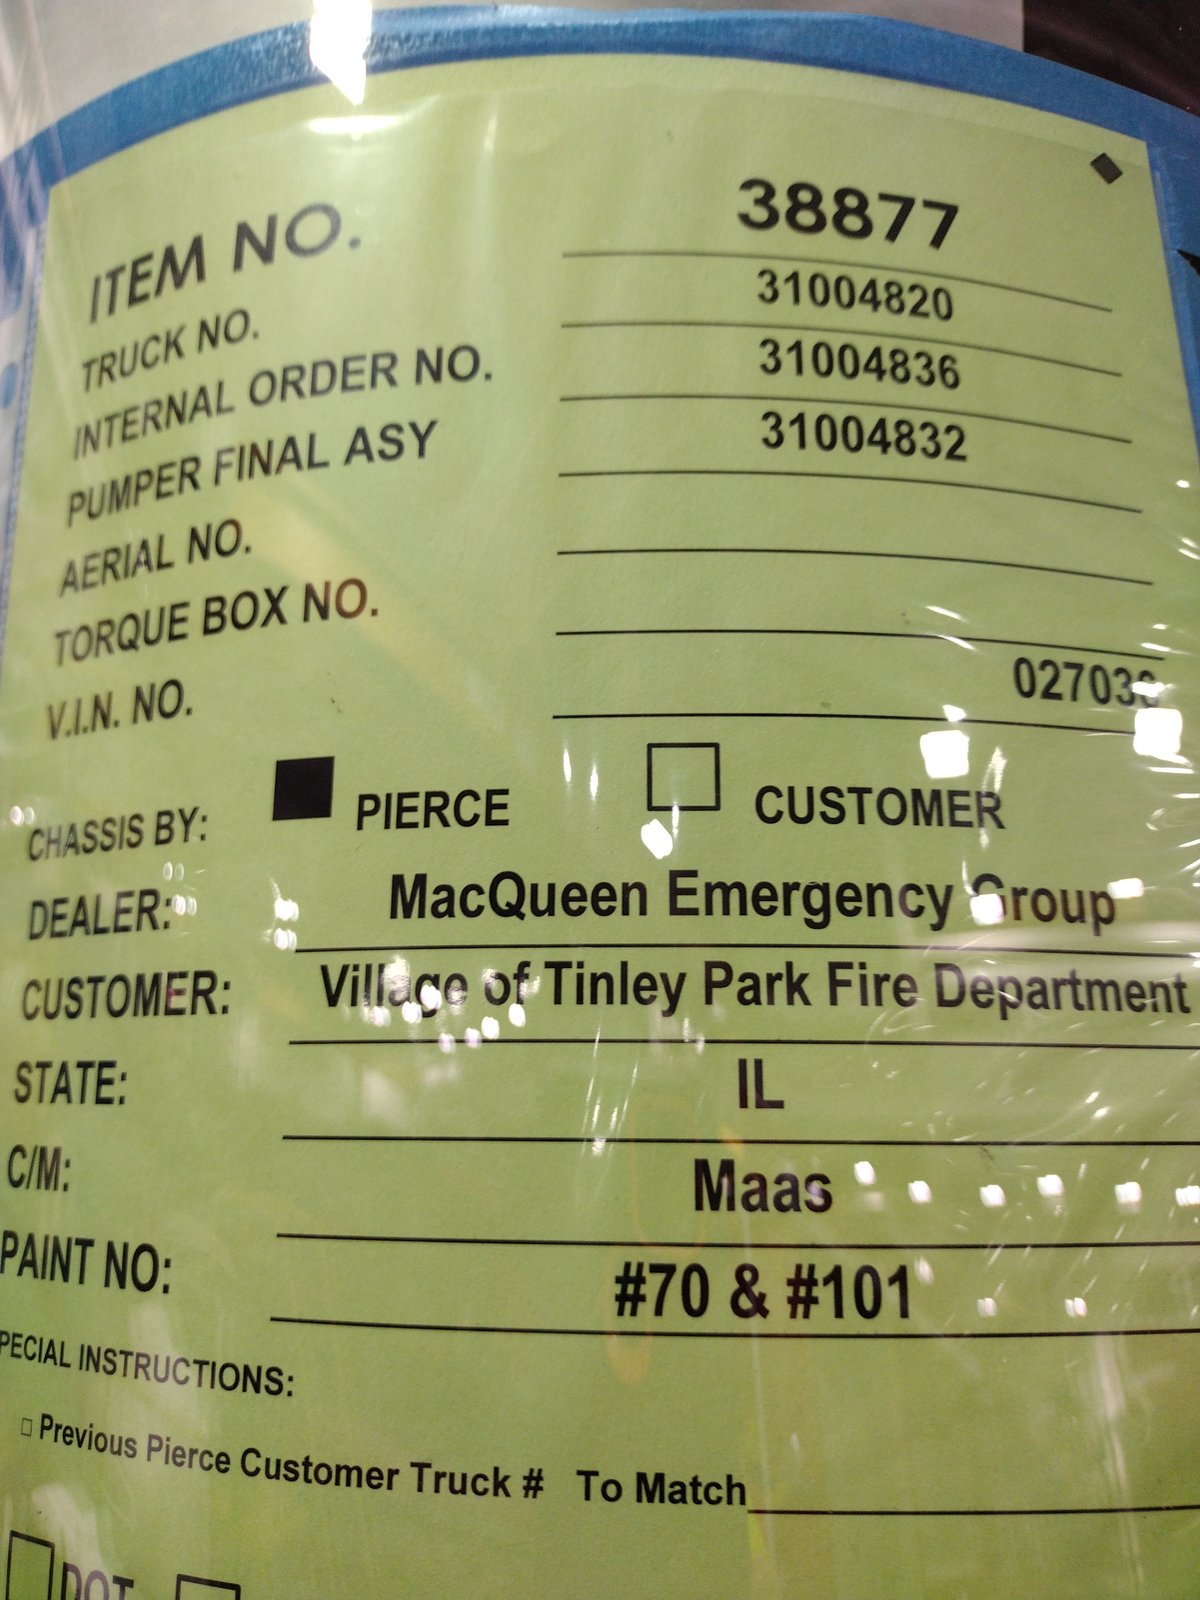 ITEM NO. 38877
TRUCK NO. 31004820
INTERNAL ORDER NO. 31004836
PUMPER FINAL ASY 31004832
AERIAL NO.
TORQUE BOX NO.
V.I.N. NO.
CHASSIS BY: ■ PIERCE □ CUSTOMER
DEALER: MacQueen Emergency Group
CUSTOMER: Village of Tinley Park Fire Department
STATE: IL
C/M: Maas
PAINT NO: #70 & #101
PECIAL INSTRUCTIONS:
□ Previous Pierce Customer Truck # To Match
□ DOT □